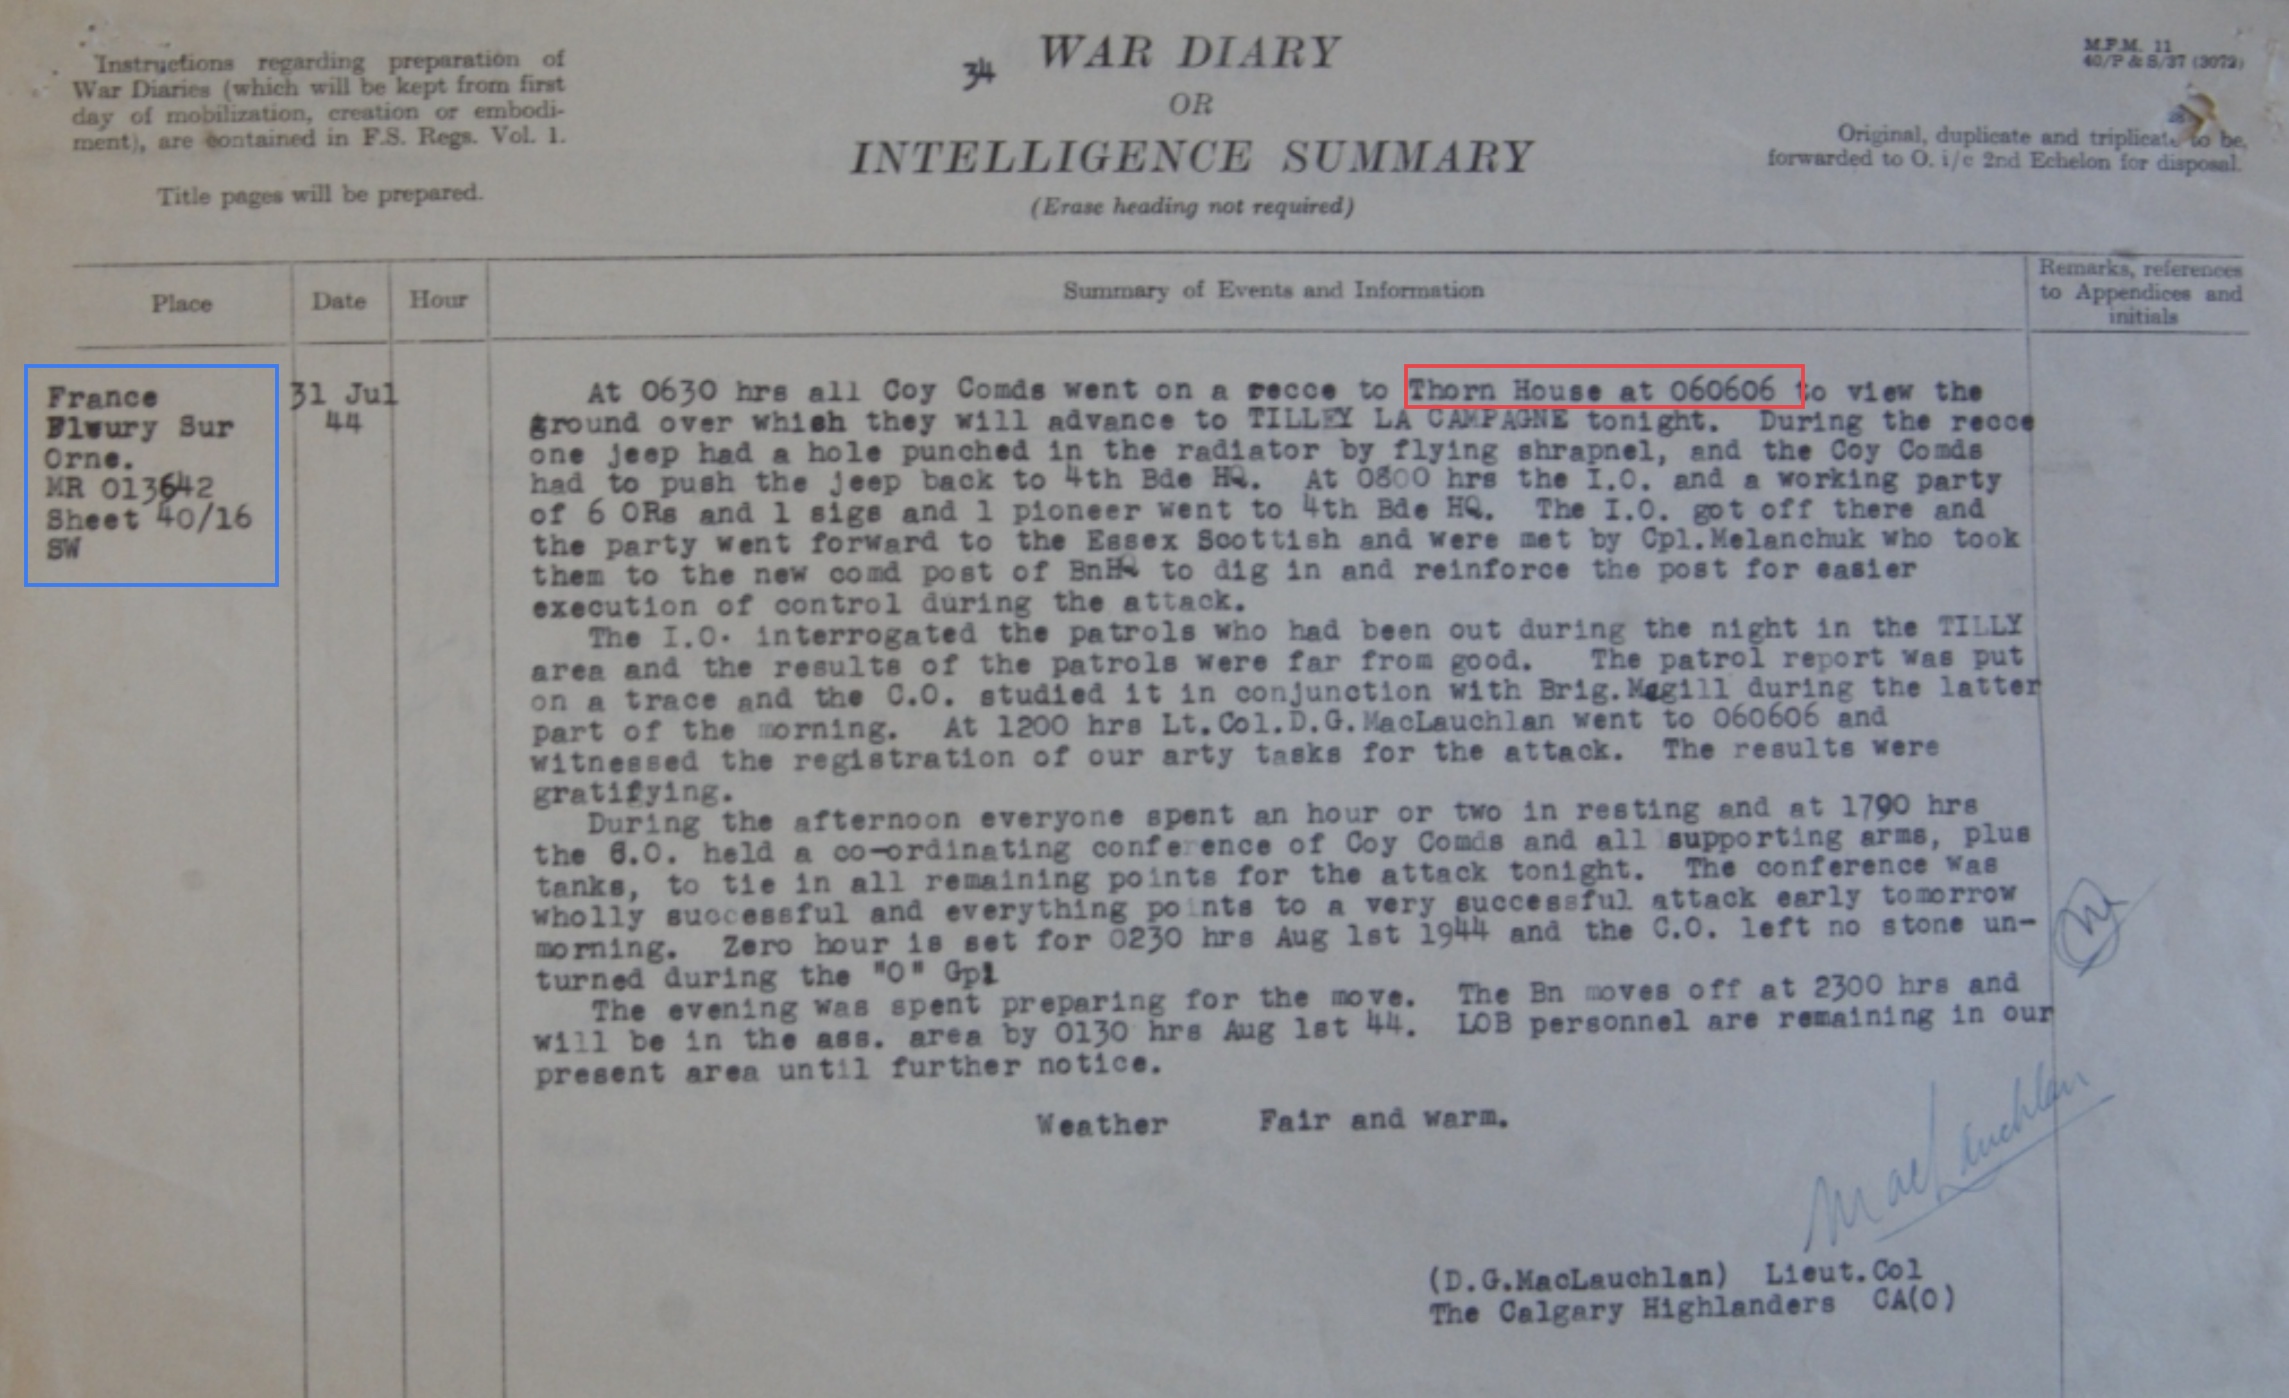 Instructions regarding preparation of
War Diaries (which will be kept from first
day of mobilization, creation or embodi-
ment), are contained in F.S. Regs. Vol. 1.
Title pages will be prepared.
34
WAR DIARY
OR
INTELLIGENCE SUMMARY
(Erase heading not required)
M.F.M. 11
40/P & S/37 (3072)
Original, duplicate and triplicate to be,
forwarded to O. i/c 2nd Echelon for disposal.
Place
Date
Hour
Summary of Events and Information
Remarks, references
to Appendices and
initials
France
Fleury Sur
Orne.
MR 013642
Sheet 40/16
SW
31 Jul
44
At 0630 hrs all Coy Comds went on a recce to Thorn House at 060606 to view the
ground over which they will advance to TILLEY LA CAMPAGNE tonight. During the recce
one jeep had a hole punched in the radiator by flying shrapnel, and the Coy Comds
had to push the jeep back to 4th Bde HQ. At 0800 hrs the I.O. and a working party
of 6 ORs and 1 sigs and 1 pioneer went to 4th Bde HQ. The I.O. got off there and
the party went forward to the Essex Scottish and were met by Cpl.Melanchuk who took
them to the new comd post of BnHQ to dig in and reinforce the post for easier
execution of control during the attack.
The I.O. interrogated the patrols who had been out during the night in the TILLY
area and the results of the patrols were far from good. The patrol report was put
on a trace and the C.O. studied it in conjunction with Brig.Megill during the latter
part of the morning. At 1200 hrs Lt.Col.D.G.MacLauchlan went to 060606 and
witnessed the registration of our arty tasks for the attack. The results were
gratifying.
During the afternoon everyone spent an hour or two in resting and at 1790 hrs
the C.O. held a co-ordinating conference of Coy Comds and all supporting arms, plus
tanks, to tie in all remaining points for the attack tonight. The conference was
wholly successful and everything points to a very successful attack early tomorrow
morning. Zero hour is set for 0230 hrs Aug 1st 1944 and the C.O. left no stone un-
turned during the "O" Gp.
The evening was spent preparing for the move. The Bn moves off at 2300 hrs and
will be in the ass. area by 0130 hrs Aug 1st 44. LOB personnel are remaining in our
present area until further notice.
Weather Fair and warm.
MacLauchlan
(D.G.MacLauchlan) Lieut.Col
The Calgary Highlanders CA(O)